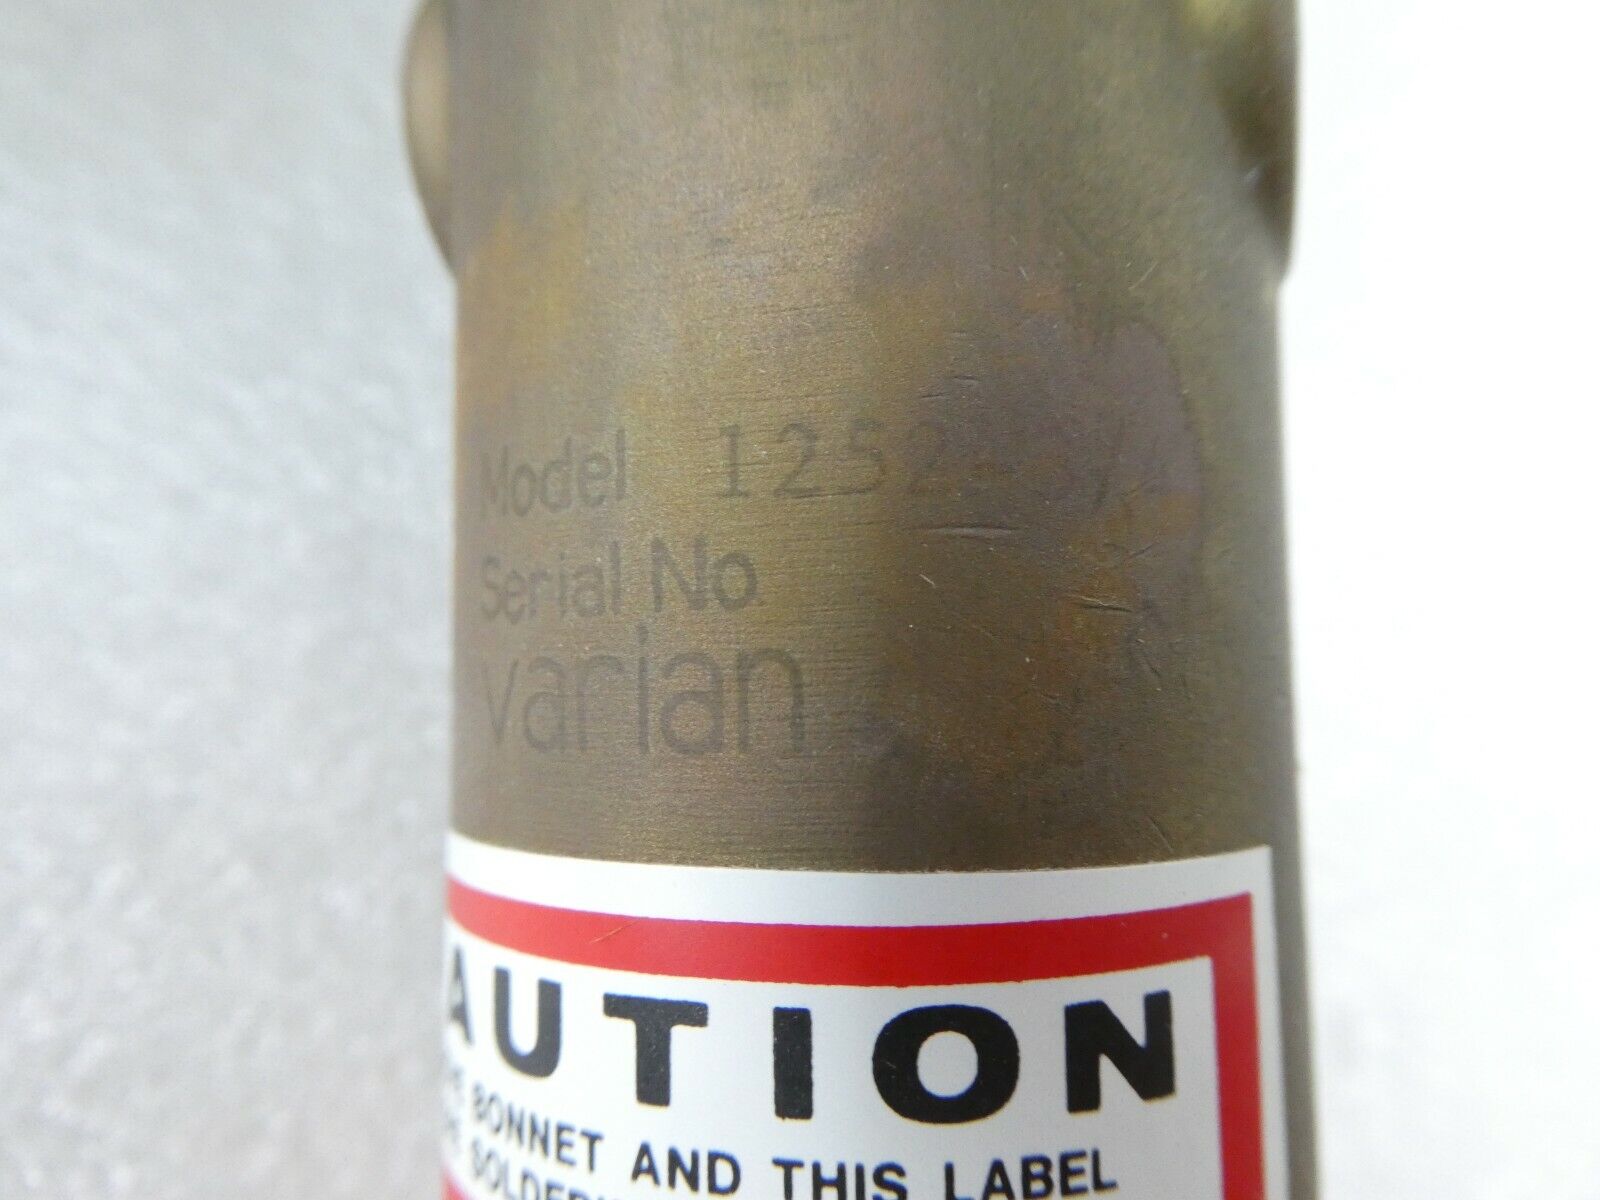 Model 1252
Serial No.
varian
AUTION
BONNET AND THIS LABEL